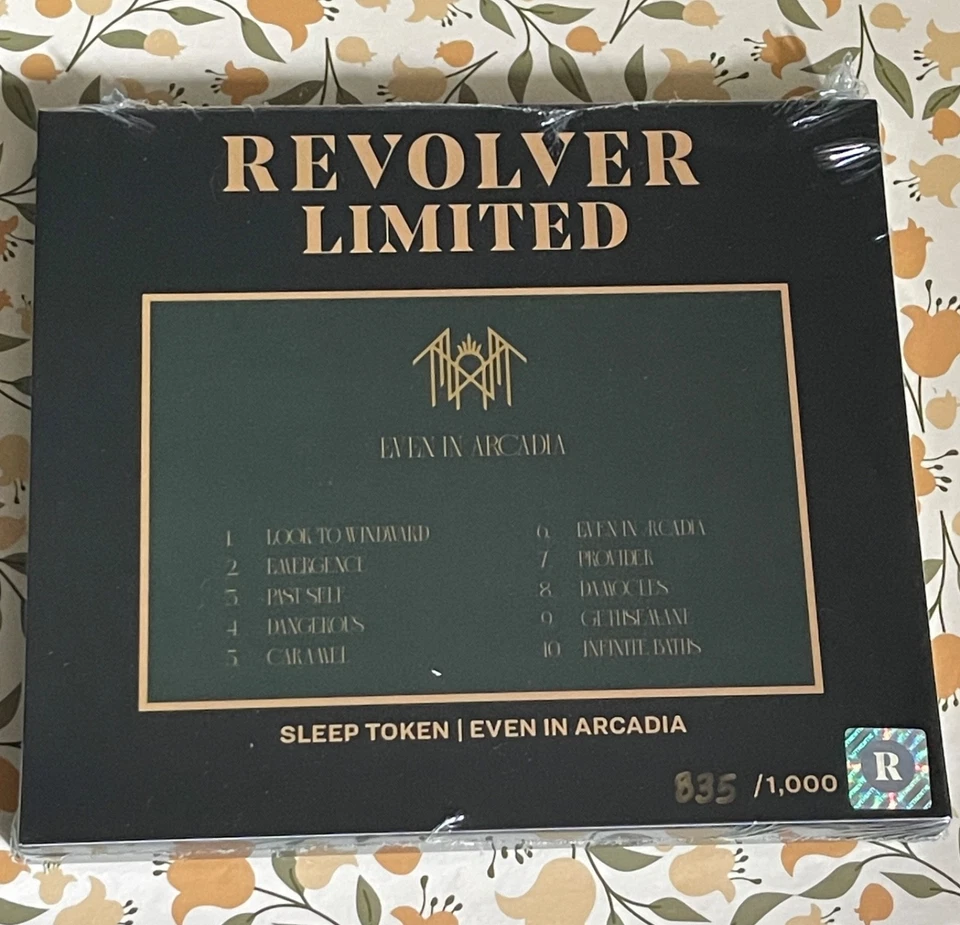 REVOLVER
LIMITED
EVEN IN ARCADIA
1. LOOK TO WINDWARD
2 EMERGENCE
3 PAST SELF
4 DANGEROUS
5 CARAMEL
6. EVEN IN ARCADIA
7 PROVIDER
8 DAMOCLES
9 GETHSEMANE
10 INFINITE BATHS
SLEEP TOKEN | EVEN IN ARCADIA
835 /1,000
R